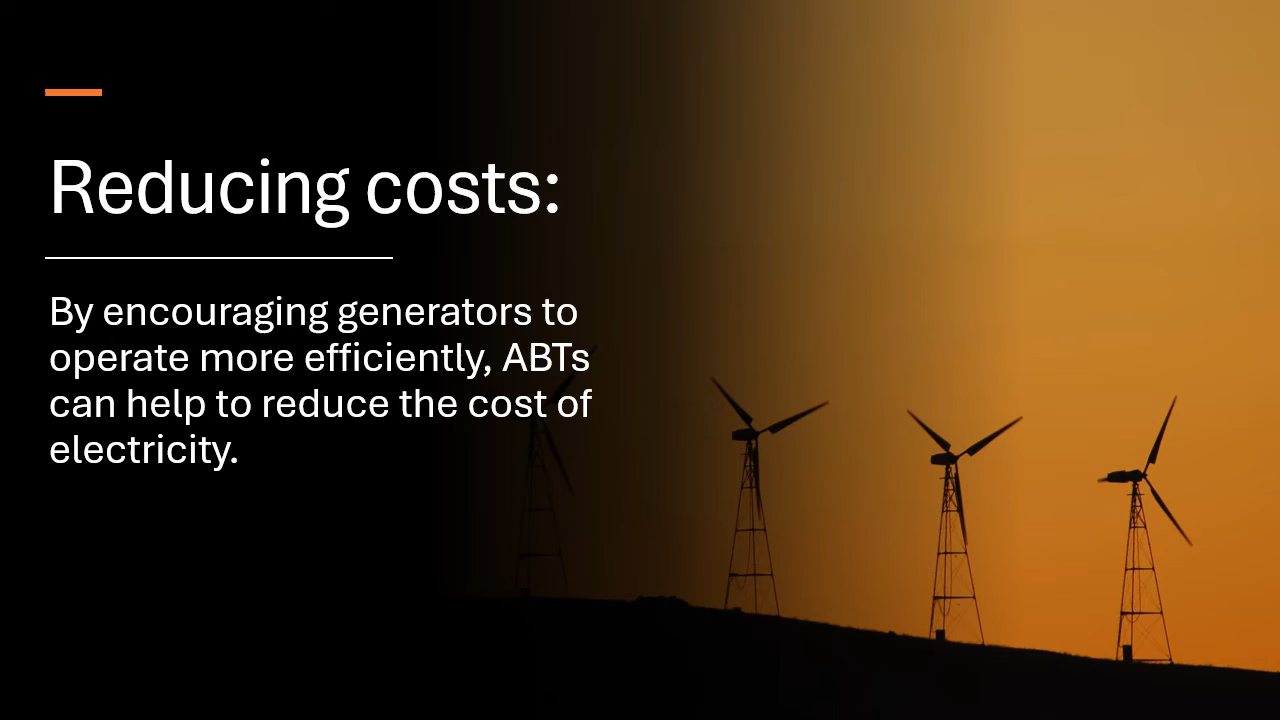 Reducing costs:
By encouraging generators to
operate more efficiently, ABTs
can help to reduce the cost of
electricity.